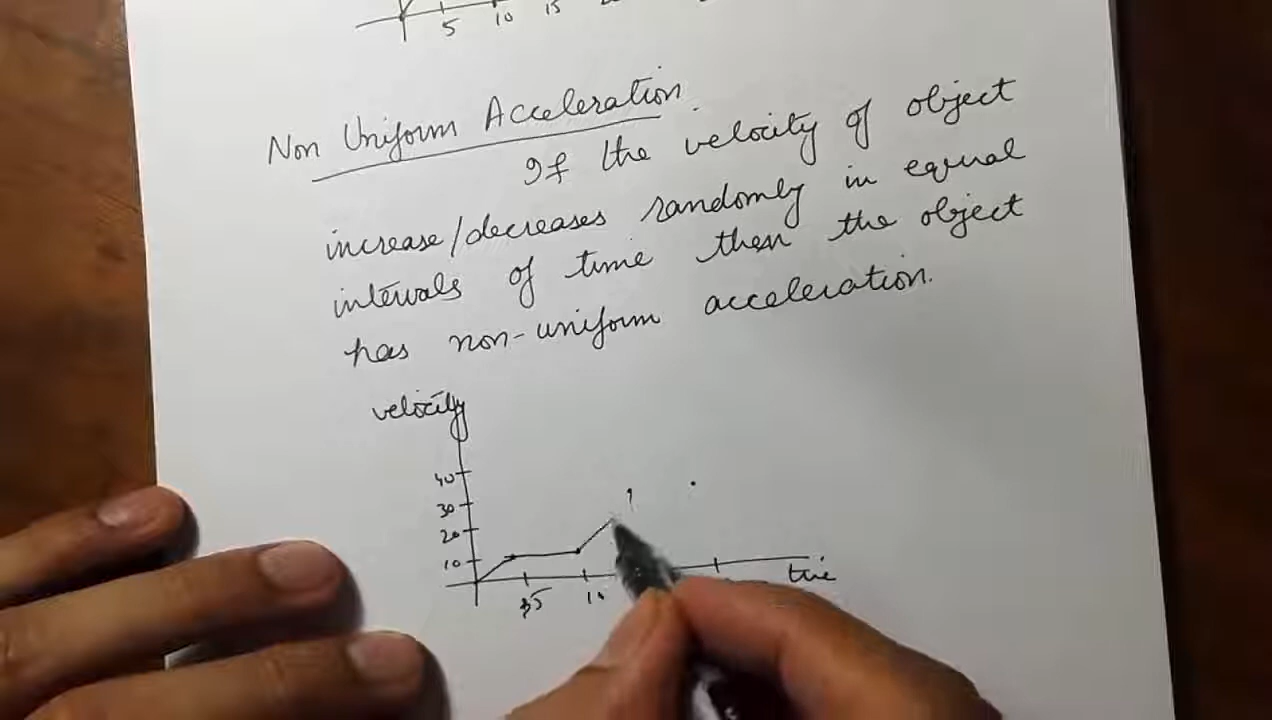 5 10 15
Non Uniform Acceleration.
If the velocity of object
increase/decreases randomly in equal
intervals of time then the object
has non-uniform acceleration.
velocity
40
30
20
10
5 10
time